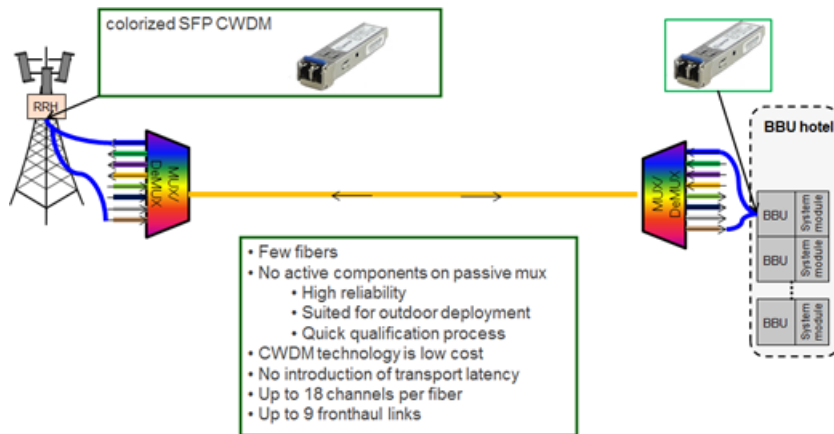 colorized SFP CWDM
RRH
MUX/
DeMUX
MUX/
DeMUX
BBU hotel
BBU
System
module
BBU
System
module
BBU
System
module
• Few fibers
• No active components on passive mux
• High reliability
• Suited for outdoor deployment
• Quick qualification process
• CWDM technology is low cost
• No introduction of transport latency
• Up to 18 channels per fiber
• Up to 9 fronthaul links